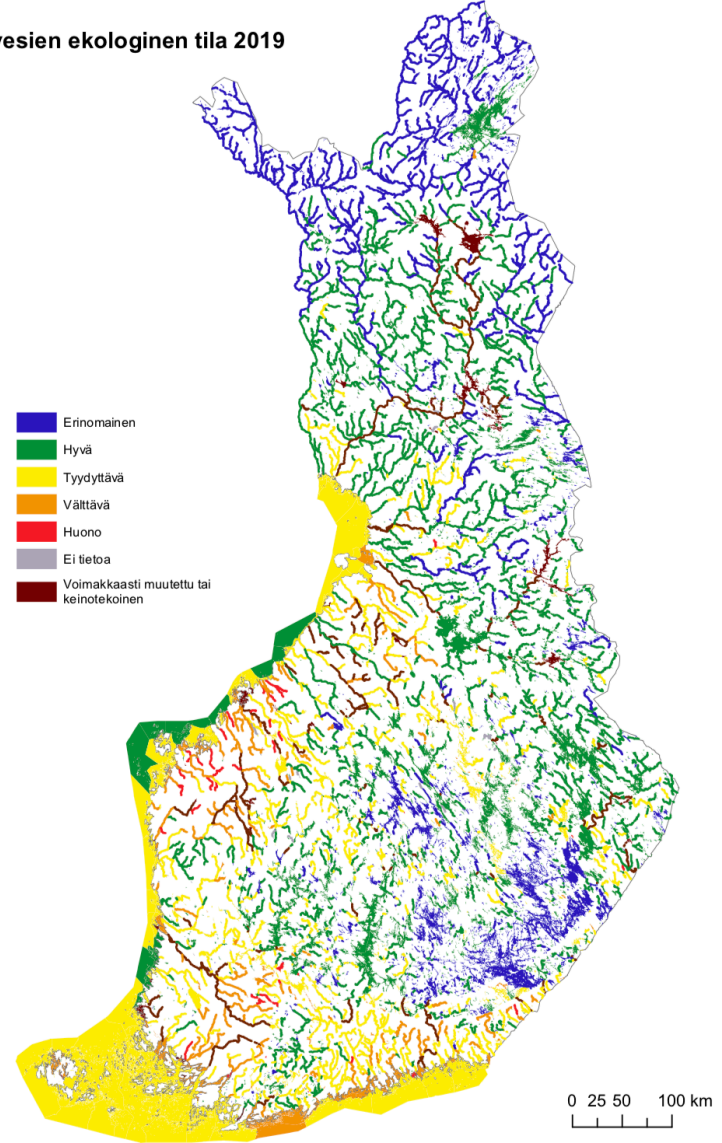 vesien ekologinen tila 2019
Erinomainen
Hyvä
Tyydyttävä
Välttävä
Huono
Ei tietoa
Voimakkaasti muutettu tai
keinotekoinen
0 25 50 100 km